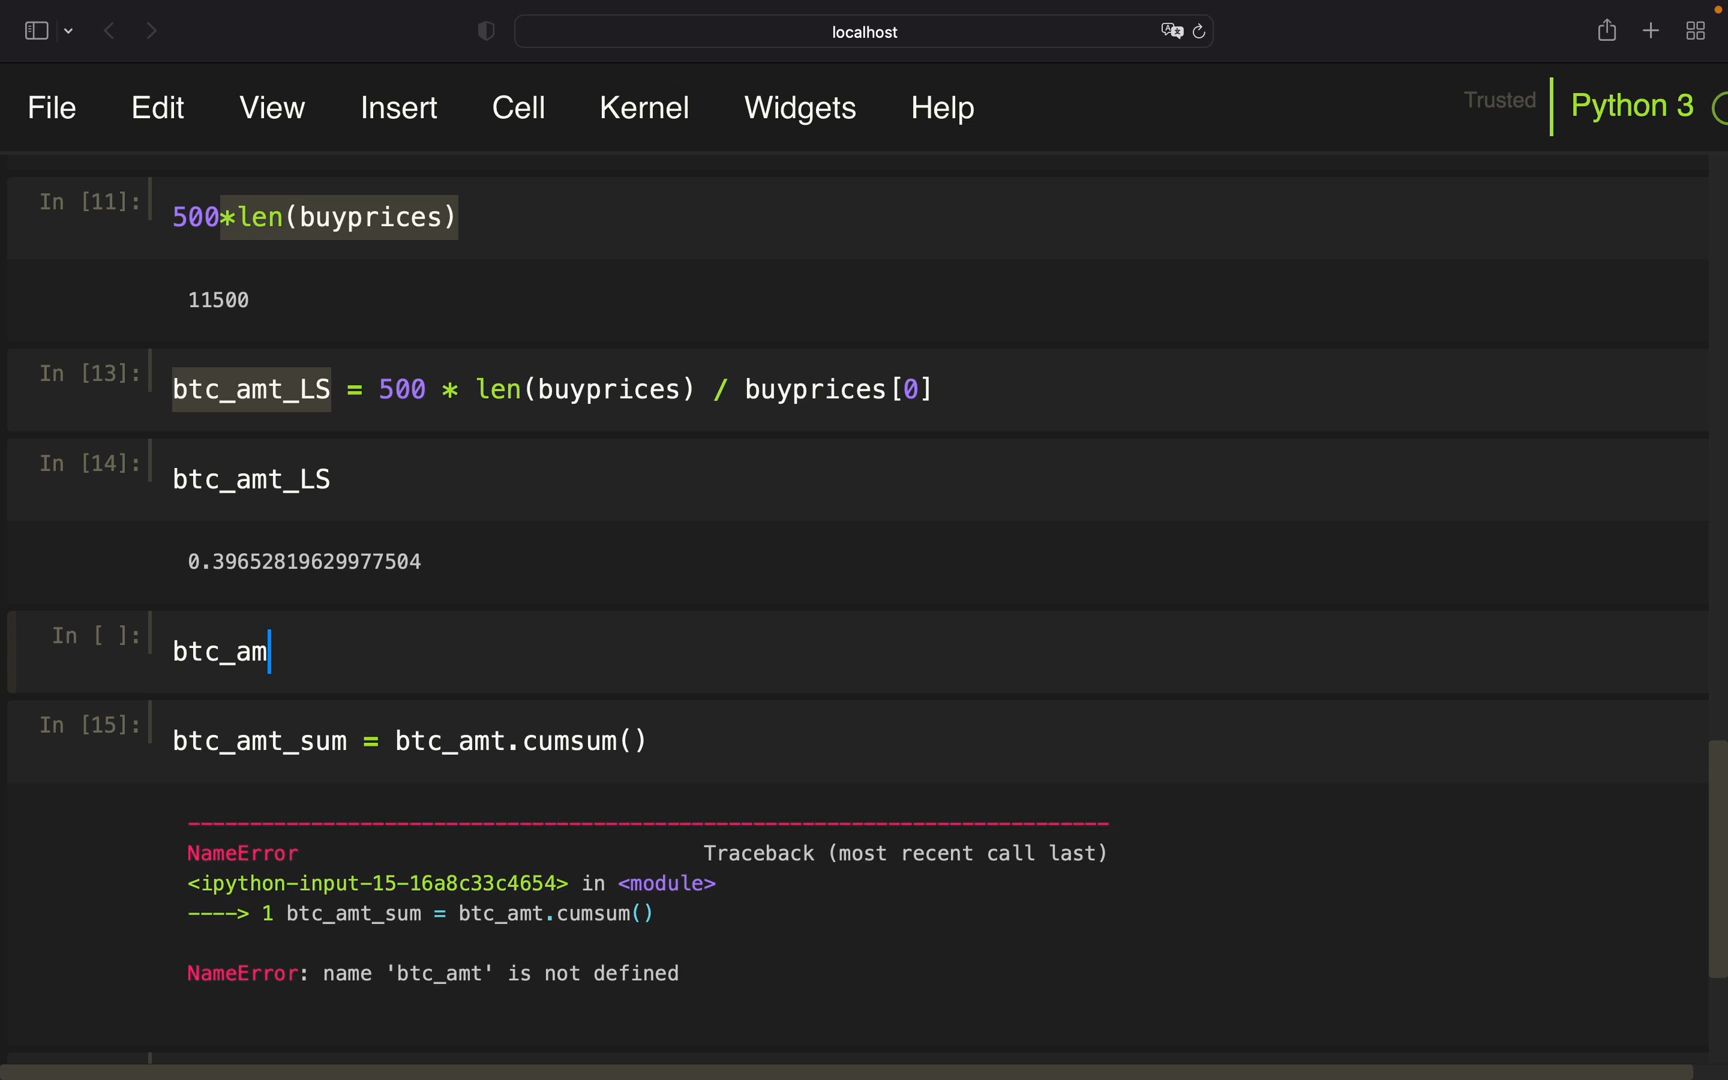 localhost
File Edit View Insert Cell Kernel Widgets Help Trusted Python 3
In [11]: 500*len(buyprices)
11500
In [13]: btc_amt_LS = 500 * len(buyprices) / buyprices[0]
In [14]: btc_amt_LS
0.39652819629977504
In [ ]: btc_am
In [15]: btc_amt_sum = btc_amt.cumsum()
---------------------------------------------------------------------------
NameError Traceback (most recent call last)
<ipython-input-15-16a8c33c4654> in <module>
----> 1 btc_amt_sum = btc_amt.cumsum()
NameError: name 'btc_amt' is not defined